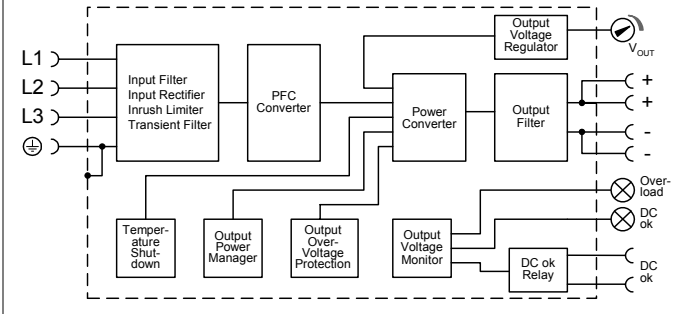 L1
L2
L3
Input Filter
Input Rectifier
Inrush Limiter
Transient Filter
PFC
Converter
Power
Converter
Output
Voltage
Regulator
VOUT
Output
Filter
+
+
-
-
Temper-
ature
Shut-
down
Output
Power
Manager
Output
Over-
Voltage
Protection
Output
Voltage
Monitor
DC ok
Relay
Over-
load
DC
ok
DC
ok